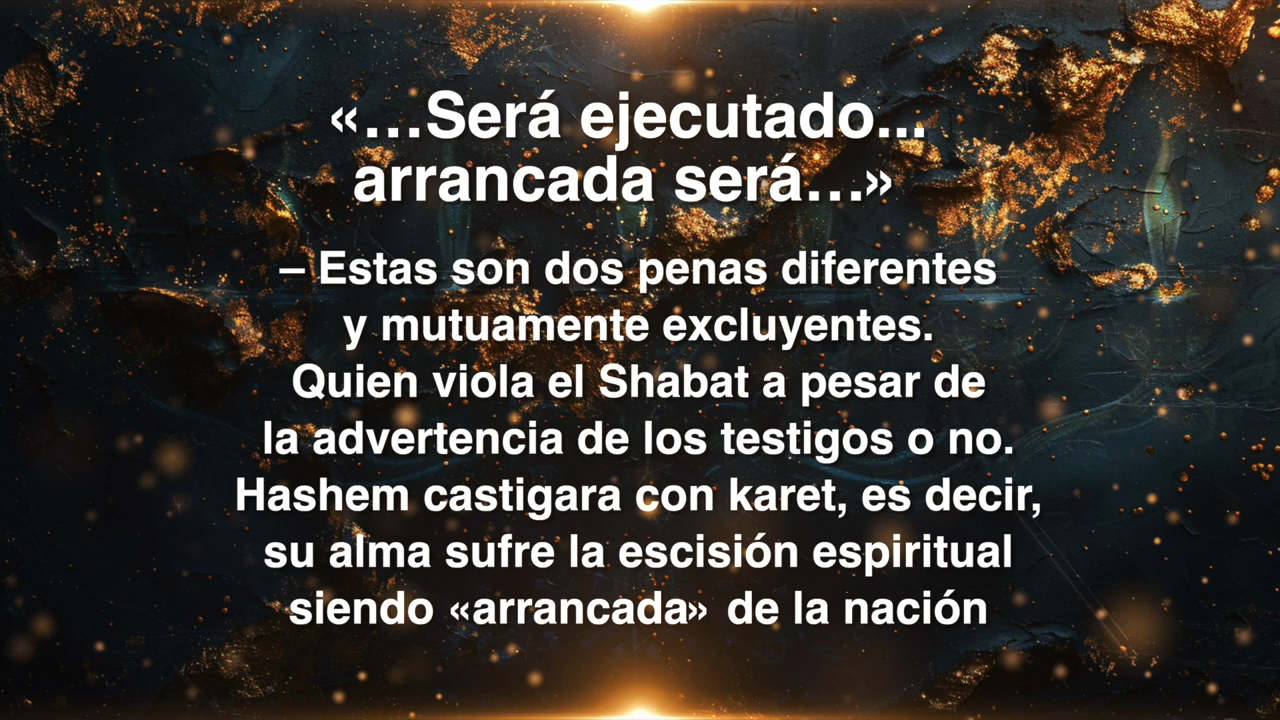 «…Será ejecutado...
arrancada será…»
– Estas son dos penas diferentes
y mutuamente excluyentes.
Quien viola el Shabat a pesar de
la advertencia de los testigos o no.
Hashem castigara con karet, es decir,
su alma sufre la escisión espiritual
siendo «arrancada» de la nación